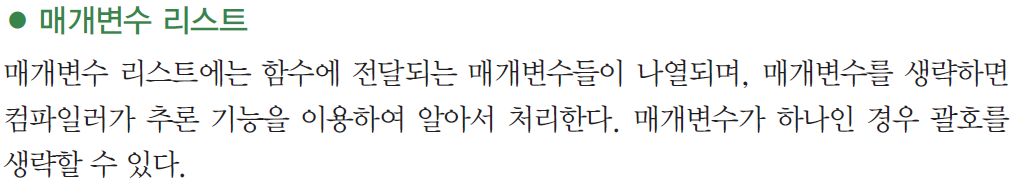 ● 매개변수 리스트
매개변수 리스트에는 함수에 전달되는 매개변수들이 나열되며, 매개변수를 생략하면
컴파일러가 추론 기능을 이용하여 알아서 처리한다. 매개변수가 하나인 경우 괄호를
생략할 수 있다.